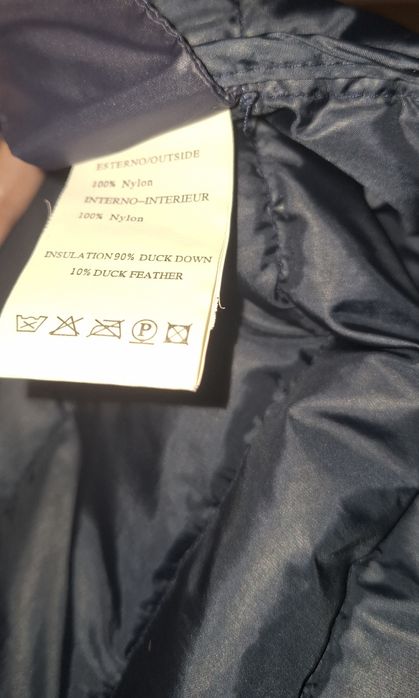 ESTERNO/OUTSIDE
100% Nylon
INTERNO-INTERIEUR
100% Nylon
INSULATION 90% DUCK DOWN
10% DUCK FEATHER
P